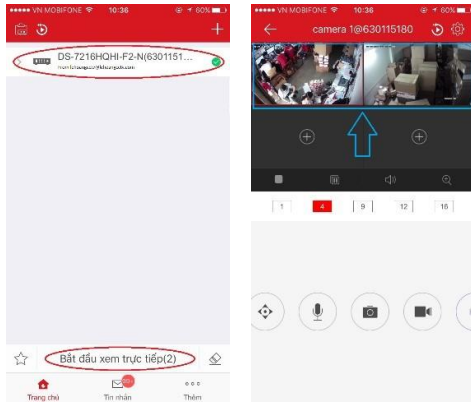 VN MOBIFONE 10:36 60%
DS-7216HQHI-F2-N(6301151...
Bắt đầu xem trực tiếp(2)
99+
Trang chủ Tin nhắn Thêm
VN MOBIFONE 10:36 60%
camera 1@630115180
1 4 9 12 16